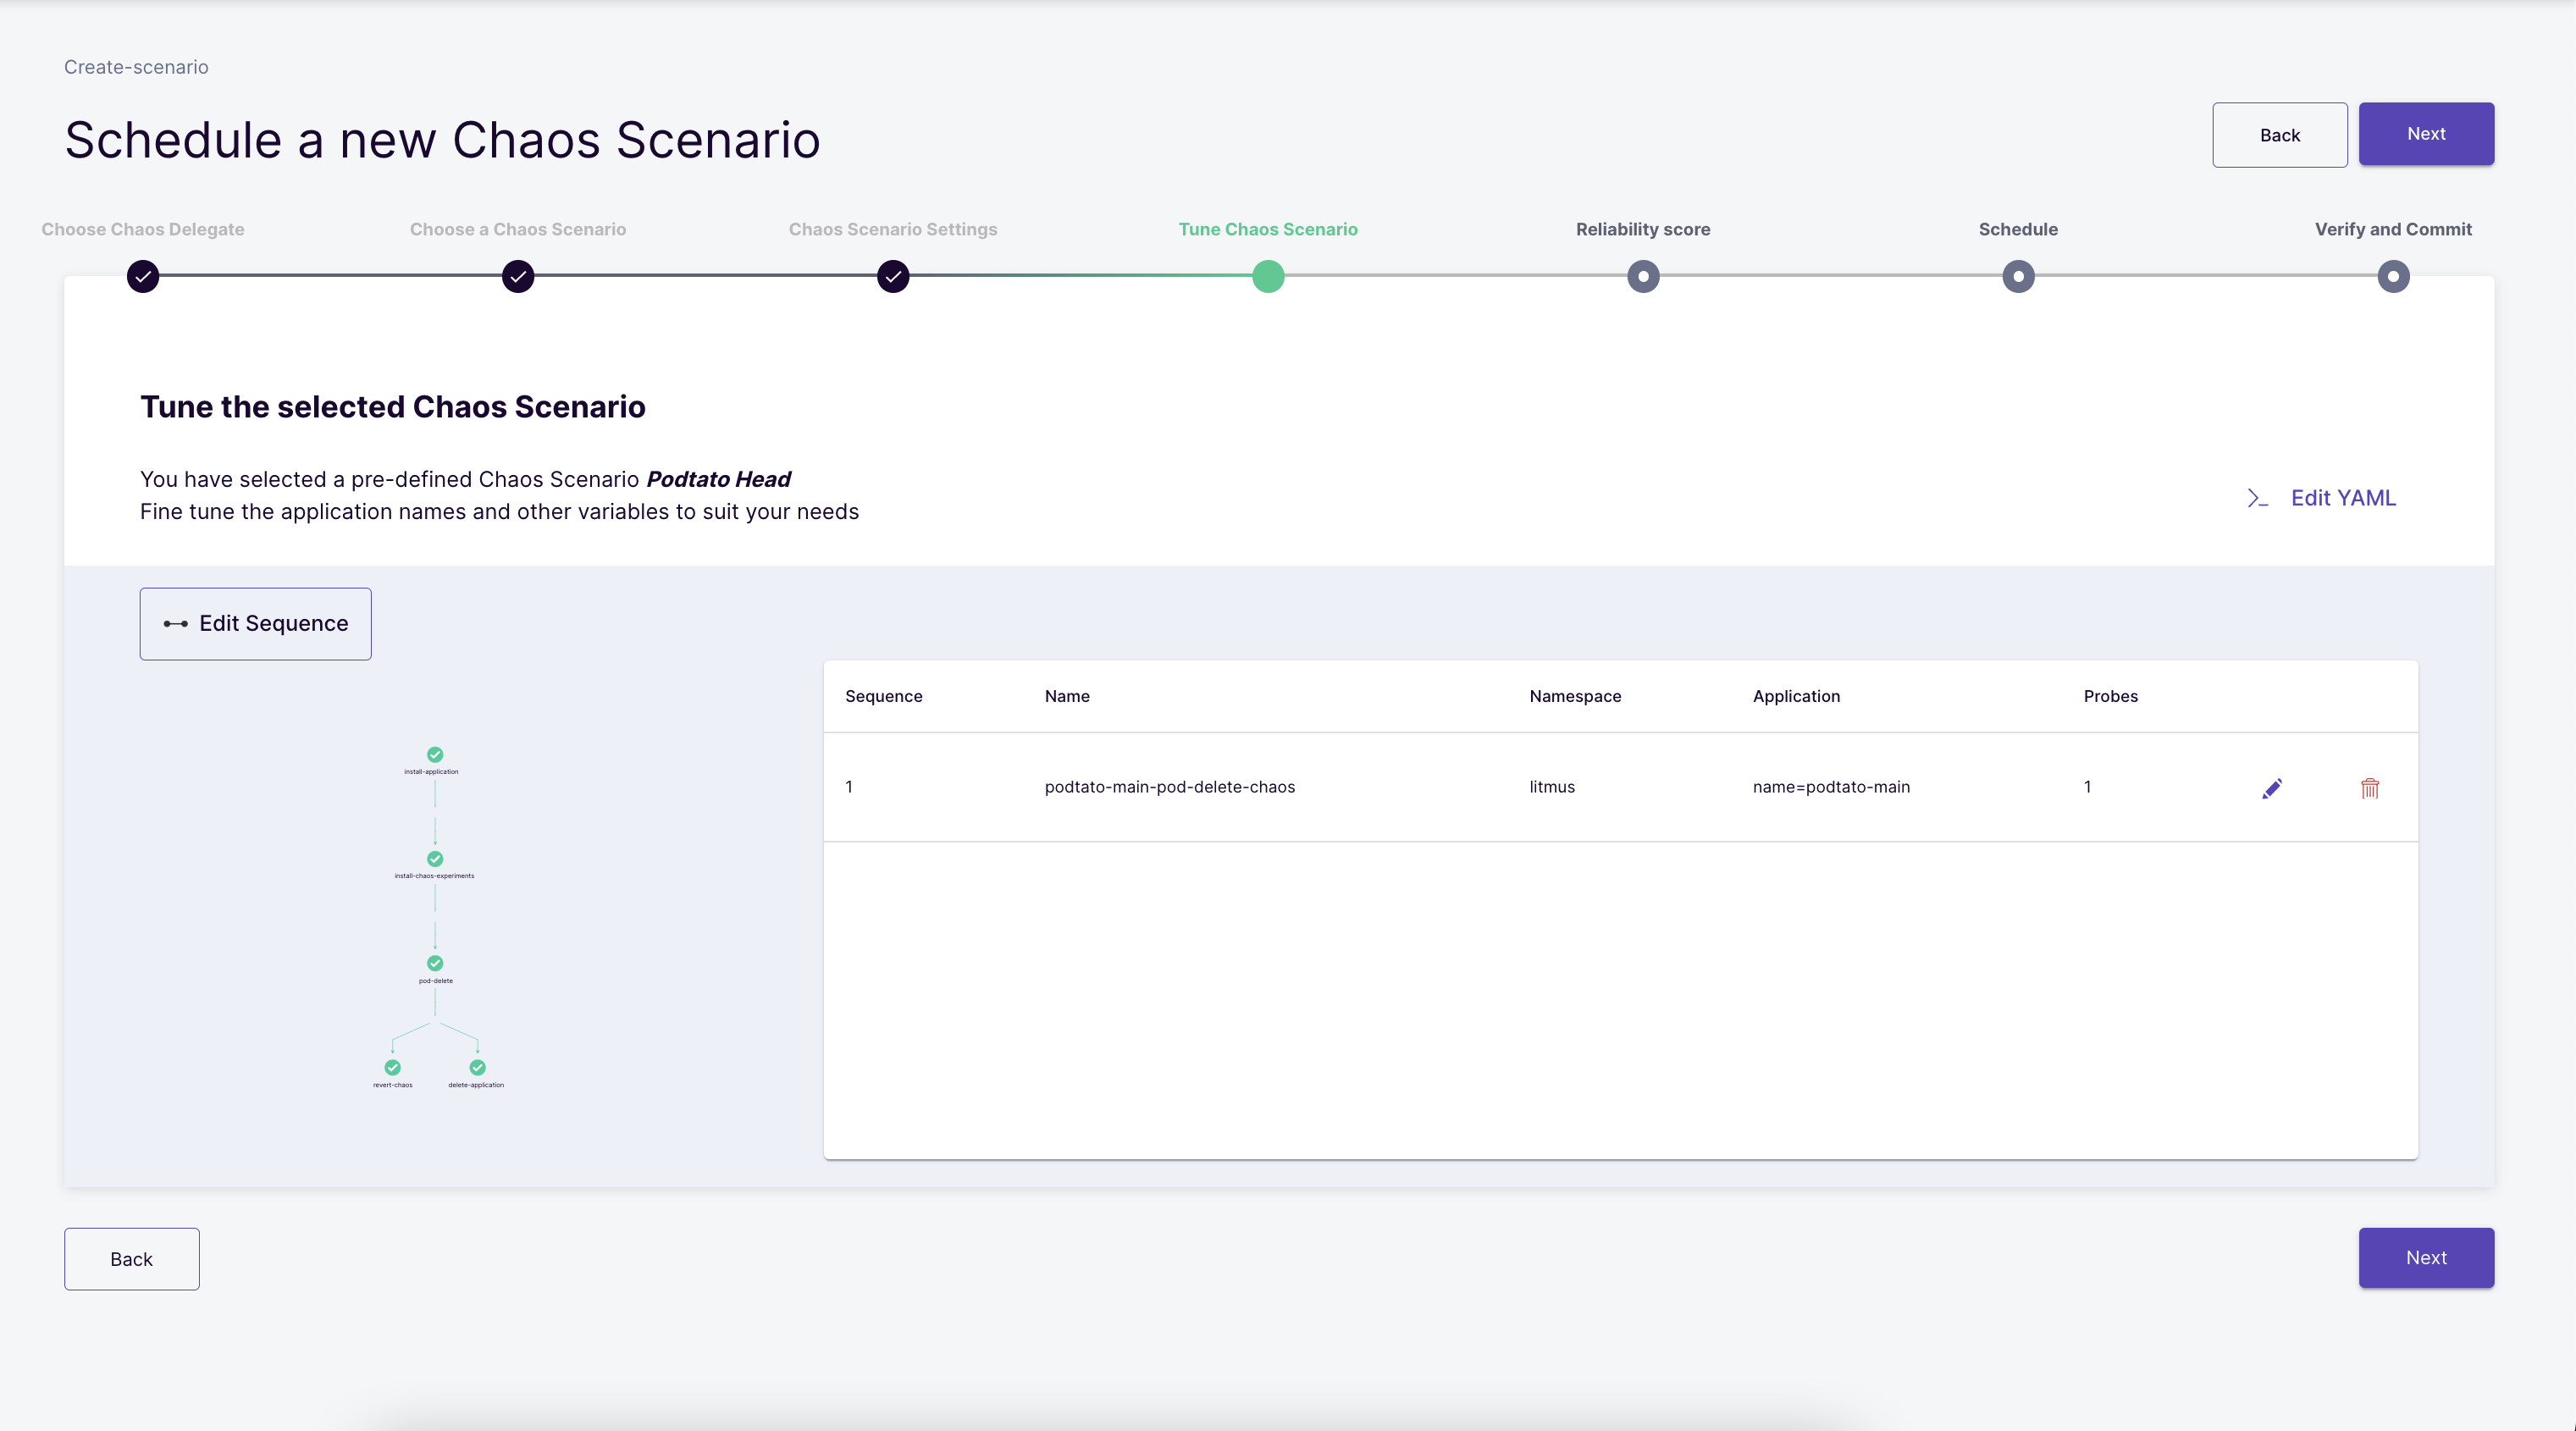 Create-scenario
Schedule a new Chaos Scenario
Back
Next
Choose Chaos Delegate
Choose a Chaos Scenario
Chaos Scenario Settings
Tune Chaos Scenario
Reliability score
Schedule
Verify and Commit
Tune the selected Chaos Scenario
You have selected a pre-defined Chaos Scenario Podtato Head
Fine tune the application names and other variables to suit your needs
Edit YAML
Edit Sequence
install-application
install-chaos-experiments
pod-delete
revert-chaos
delete-application
Sequence Name Namespace Application Probes
1 podtato-main-pod-delete-chaos litmus name=podtato-main 1
Back
Next